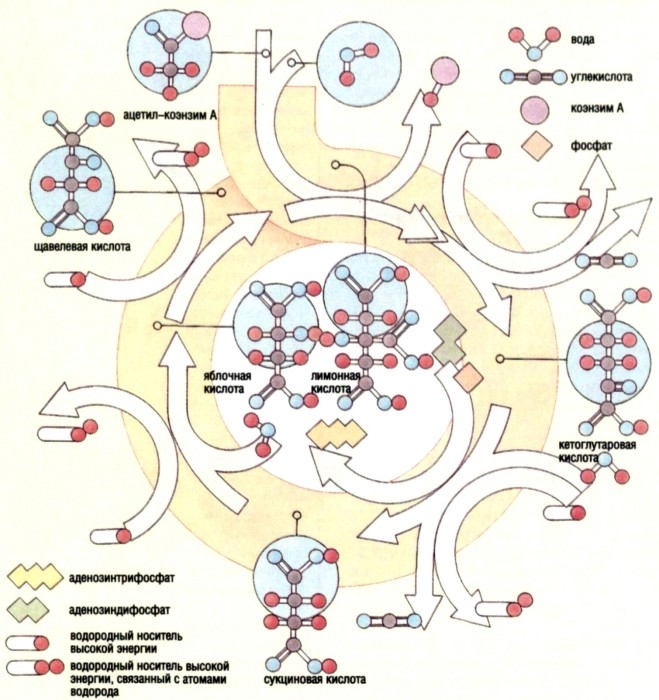 вода
углекислота
ацетил–коэнзим А
коэнзим А
фосфат
щавелевая кислота
яблочная
кислота
лимонная
кислота
кетоглутаровая
кислота
аденозинтрифосфат
аденозиндифосфат
водородный носитель
высокой энергии
водородный носитель высокой
энергии, связанный с атомами
водорода
сукциновая кислота